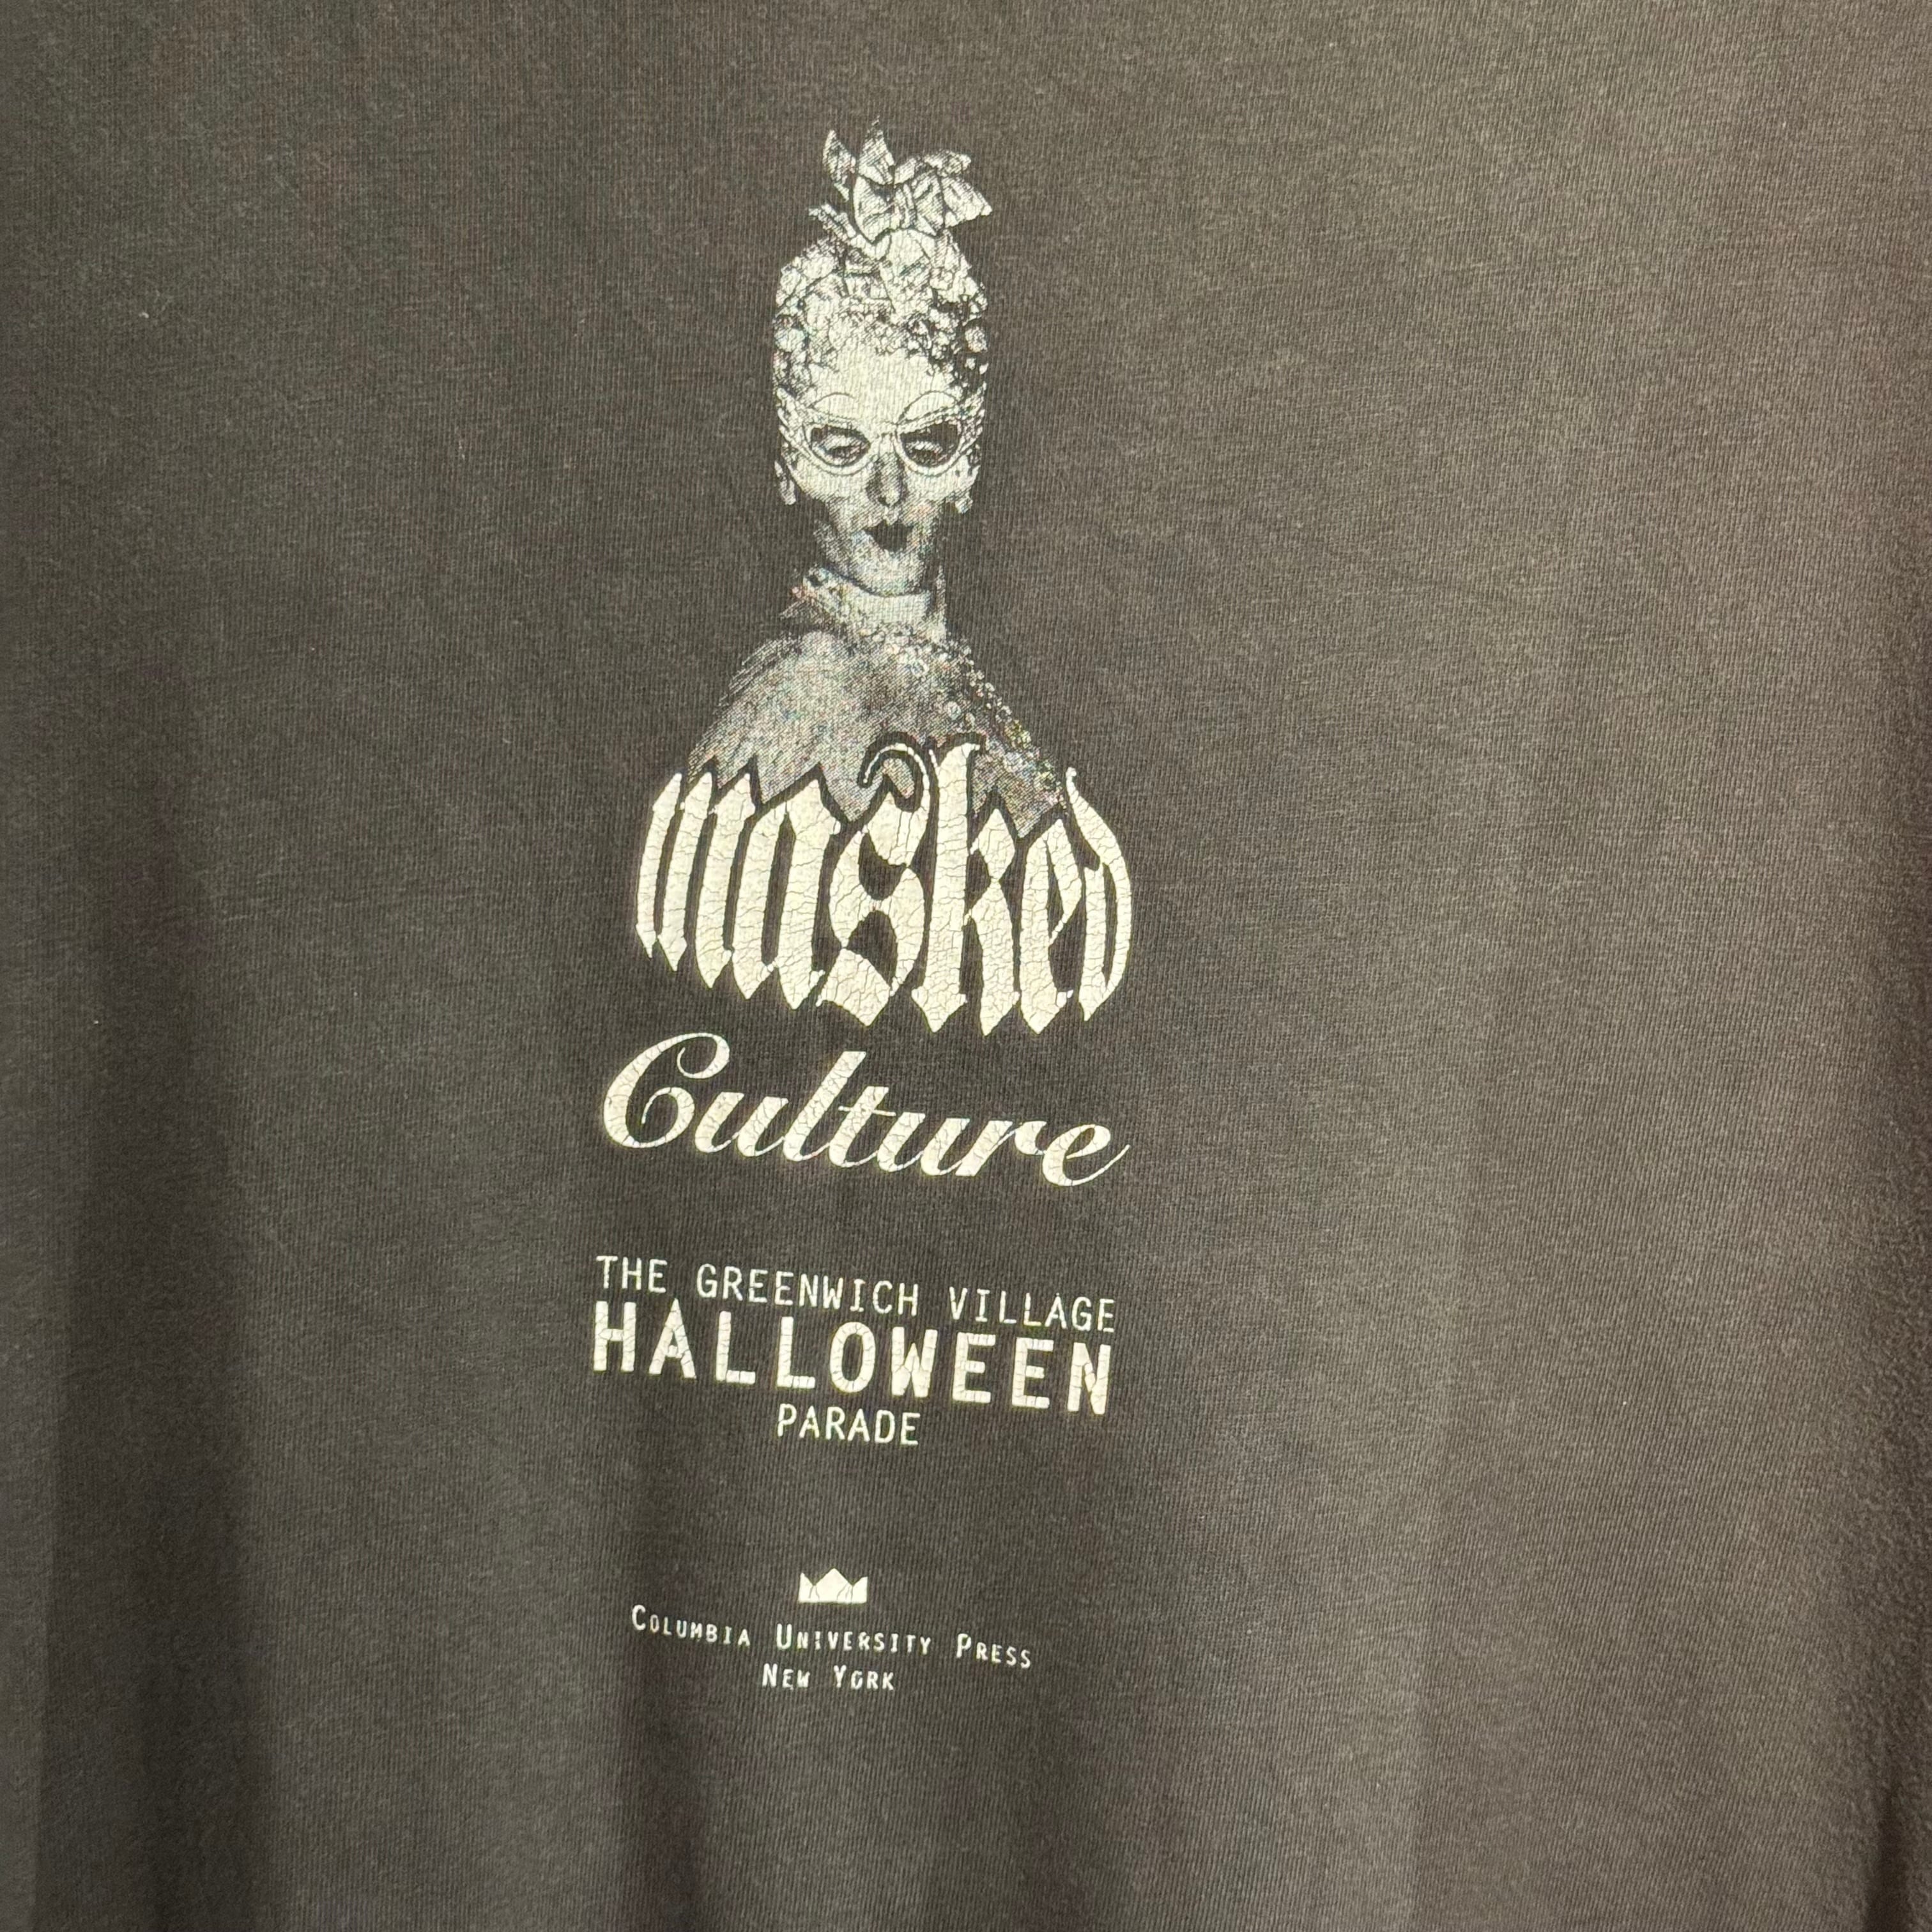 masked
Culture
THE GREENWICH VILLAGE
HALLOWEEN
PARADE
COLUMBIA UNIVERSITY PRESS
NEW YORK